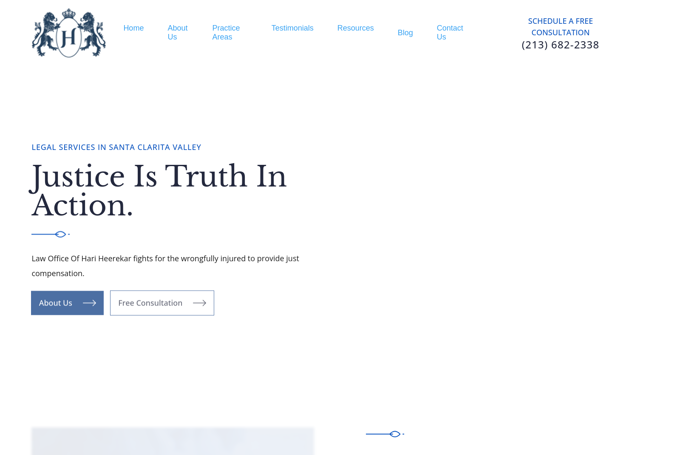 H
Home
About
Us
Practice
Areas
Testimonials
Resources
Blog
Contact
Us
SCHEDULE A FREE
CONSULTATION
(213) 682-2338
LEGAL SERVICES IN SANTA CLARITA VALLEY
Justice Is Truth In
Action.
Law Office Of Hari Heerekar fights for the wrongfully injured to provide just
compensation.
About Us
Free Consultation